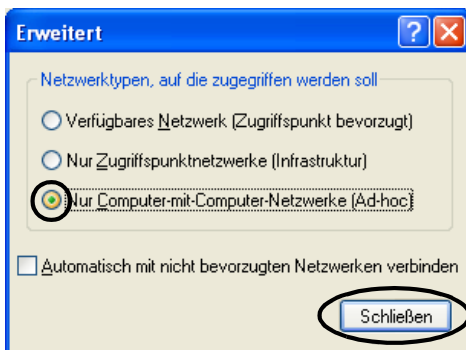 Erweitert
Netzwerktypen, auf die zugegriffen werden soll
Verfügbares Netzwerk (Zugriffspunkt bevorzugt)
Nur Zugriffspunktnetzwerke (Infrastruktur)
Nur Computer-mit-Computer-Netzwerke (Ad-hoc)
Automatisch mit nicht bevorzugten Netzwerken verbinden
Schließen